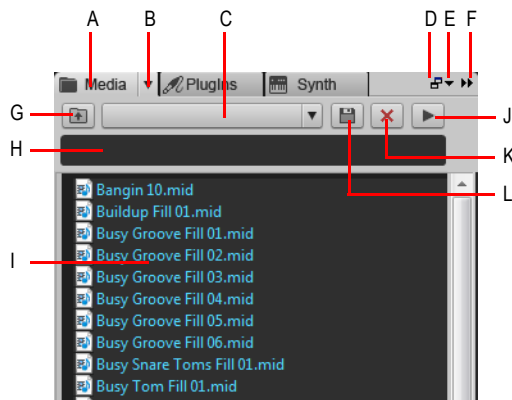 A B C D E F
Media PlugIns Synth
G J
H K
L
Bangin 10.mid
Buildup Fill 01.mid
Busy Groove Fill 01.mid
I Busy Groove Fill 02.mid
Busy Groove Fill 03.mid
Busy Groove Fill 04.mid
Busy Groove Fill 05.mid
Busy Groove Fill 06.mid
Busy Snare Toms Fill 01.mid
Busy Tom Fill 01.mid